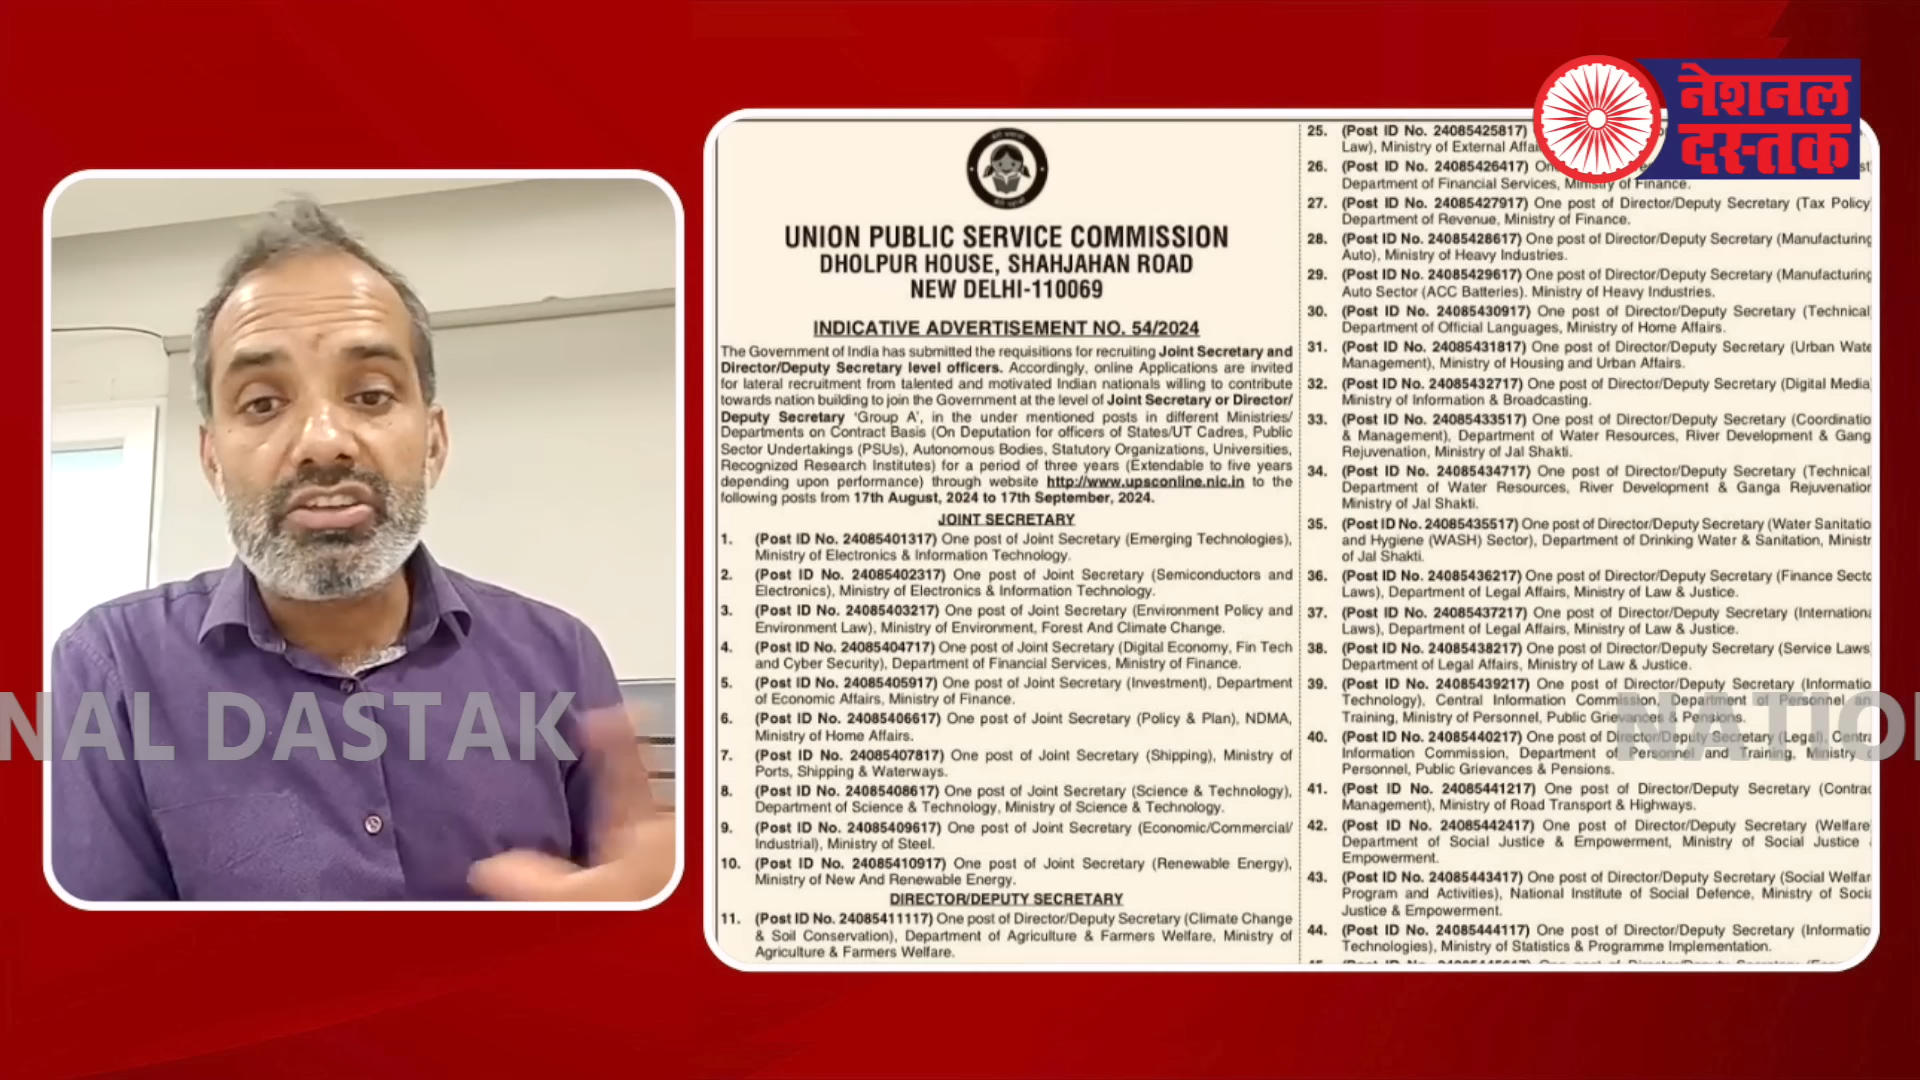 नेशनल
दस्तक
UNION PUBLIC SERVICE COMMISSION
DHOLPUR HOUSE, SHAHJAHAN ROAD
NEW DELHI-110069
INDICATIVE ADVERTISEMENT NO. 54/2024
The Government of India has submitted the requisitions for recruiting Joint Secretary and
Director/Deputy Secretary level officers. Accordingly, online Applications are invited
for lateral recruitment from talented and motivated Indian nationals willing to contribute
towards nation building to join the Government at the level of Joint Secretary or Director/
Deputy Secretary 'Group A', in the under mentioned posts in different Ministries/
Departments on Contract Basis (On Deputation for officers of States/UT Cadres, Public
Sector Undertakings (PSUs), Autonomous Bodies, Statutory Organizations, Universities,
Recognized Research Institutes) for a period of three years (Extendable to five years
depending upon performance) through website http://www.upsconline.nic.in to the
following posts from 17th August, 2024 to 17th September, 2024.
JOINT SECRETARY
1. (Post ID No. 24085401317) One post of Joint Secretary (Emerging Technologies),
Ministry of Electronics & Information Technology.
2. (Post ID No. 24085402317) One post of Joint Secretary (Semiconductors and
Electronics), Ministry of Electronics & Information Technology.
3. (Post ID No. 24085403217) One post of Joint Secretary (Environment Policy and
Environment Law), Ministry of Environment, Forest And Climate Change.
4. (Post ID No. 24085404717) One post of Joint Secretary (Digital Economy, Fin Tech
and Cyber Security), Department of Financial Services, Ministry of Finance.
5. (Post ID No. 24085405917) One post of Joint Secretary (Investment), Department
of Economic Affairs, Ministry of Finance.
6. (Post ID No. 24085406617) One post of Joint Secretary (Policy & Plan), NDMA,
Ministry of Home Affairs.
7. (Post ID No. 24085407817) One post of Joint Secretary (Shipping), Ministry of
Ports, Shipping & Waterways.
8. (Post ID No. 24085408617) One post of Joint Secretary (Science & Technology),
Department of Science & Technology, Ministry of Science & Technology.
9. (Post ID No. 24085409617) One post of Joint Secretary (Economic/Commercial/
Industrial), Ministry of Steel.
10. (Post ID No. 24085410917) One post of Joint Secretary (Renewable Energy),
Ministry of New And Renewable Energy.
DIRECTOR/DEPUTY SECRETARY
11. (Post ID No. 24085411117) One post of Director/Deputy Secretary (Climate Change
& Soil Conservation), Department of Agriculture & Farmers Welfare, Ministry of
Agriculture & Farmers Welfare.
25. (Post ID No. 24085425817)
Law), Ministry of External Affai
26. (Post ID No. 24085426417) On
Department of Financial Services, Ministry of Finance.
27. (Post ID No. 24085427917) One post of Director/Deputy Secretary (Tax Policy
Department of Revenue, Ministry of Finance.
28. (Post ID No. 24085428617) One post of Director/Deputy Secretary (Manufacturing
Auto), Ministry of Heavy Industries.
29. (Post ID No. 24085429617) One post of Director/Deputy Secretary (Manufacturing
Auto Sector (ACC Batteries). Ministry of Heavy Industries.
30. (Post ID No. 24085430917) One post of Director/Deputy Secretary (Technical
Department of Official Languages, Ministry of Home Affairs.
31. (Post ID No. 24085431817) One post of Director/Deputy Secretary (Urban Wate
Management), Ministry of Housing and Urban Affairs.
32. (Post ID No. 24085432717) One post of Director/Deputy Secretary (Digital Media
Ministry of Information & Broadcasting.
33. (Post ID No. 24085433517) One post of Director/Deputy Secretary (Coordinatio
& Management), Department of Water Resources, River Development & Gang
Rejuvenation, Ministry of Jal Shakti.
34. (Post ID No. 24085434717) One post of Director/Deputy Secretary (Technical
Department of Water Resources, River Development & Ganga Rejuvenation
Ministry of Jal Shakti.
35. (Post ID No. 24085435517) One post of Director/Deputy Secretary (Water Sanitatio
and Hygiene (WASH) Sector), Department of Drinking Water & Sanitation, Ministr
of Jal Shakti.
36. (Post ID No. 24085436217) One post of Director/Deputy Secretary (Finance Secto
Laws), Department of Legal Affairs, Ministry of Law & Justice.
37. (Post ID No. 24085437217) One post of Director/Deputy Secretary (Internationa
Laws), Department of Legal Affairs, Ministry of Law & Justice.
38. (Post ID No. 24085438217) One post of Director/Deputy Secretary (Service Laws
Department of Legal Affairs, Ministry of Law & Justice.
39. (Post ID No. 24085439217) One post of Director/Deputy Secretary (Informatio
Technology), Central Information Commission, Department of Personnel an
Training, Ministry of Personnel, Public Grievances & Pensions.
40. (Post ID No. 24085440217) One post of Director/Deputy Secretary (Legal), Centra
Information Commission, Department of Personnel and Training, Ministry
Personnel, Public Grievances & Pensions.
41. (Post ID No. 24085441217) One post of Director/Deputy Secretary (Contrac
Management), Ministry of Road Transport & Highways.
42. (Post ID No. 24085442417) One post of Director/Deputy Secretary (Welfare
Department of Social Justice & Empowerment, Ministry of Social Justice
Empowerment.
43. (Post ID No. 24085443417) One post of Director/Deputy Secretary (Social Welfar
Program and Activities), National Institute of Social Defence, Ministry of Socia
Justice & Empowerment.
44. (Post ID No. 24085444117) One post of Director/Deputy Secretary (Informatio
Technologies), Ministry of Statistics & Programme Implementation.
NAL DASTAK
NATIO